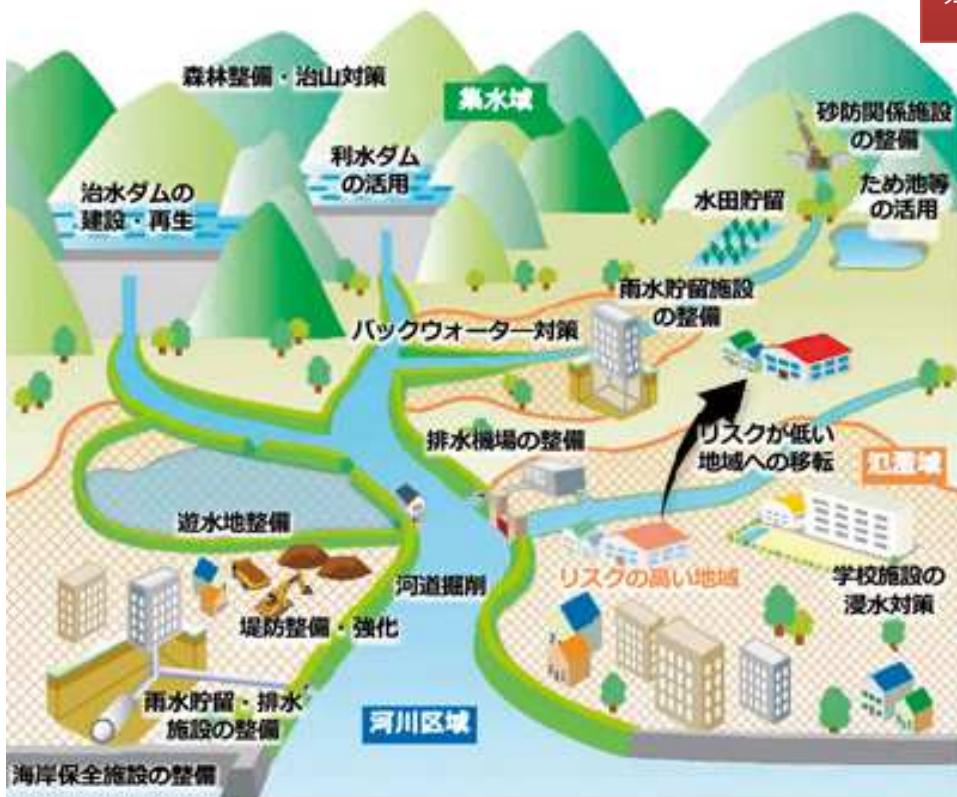 森林整備・治山対策
集水域
砂防関係施設
の整備
利水ダム
の活用
治水ダムの
建設・再生
水田貯留
ため池等
の活用
雨水貯留施設
の整備
バックウォーター対策
排水機場の整備
リスクが低い
地域への移転
氾濫域
遊水地整備
河道掘削
リスクの高い地域
学校施設の
浸水対策
堤防整備・強化
雨水貯留・排水
施設の整備
河川区域
海岸保全施設の整備